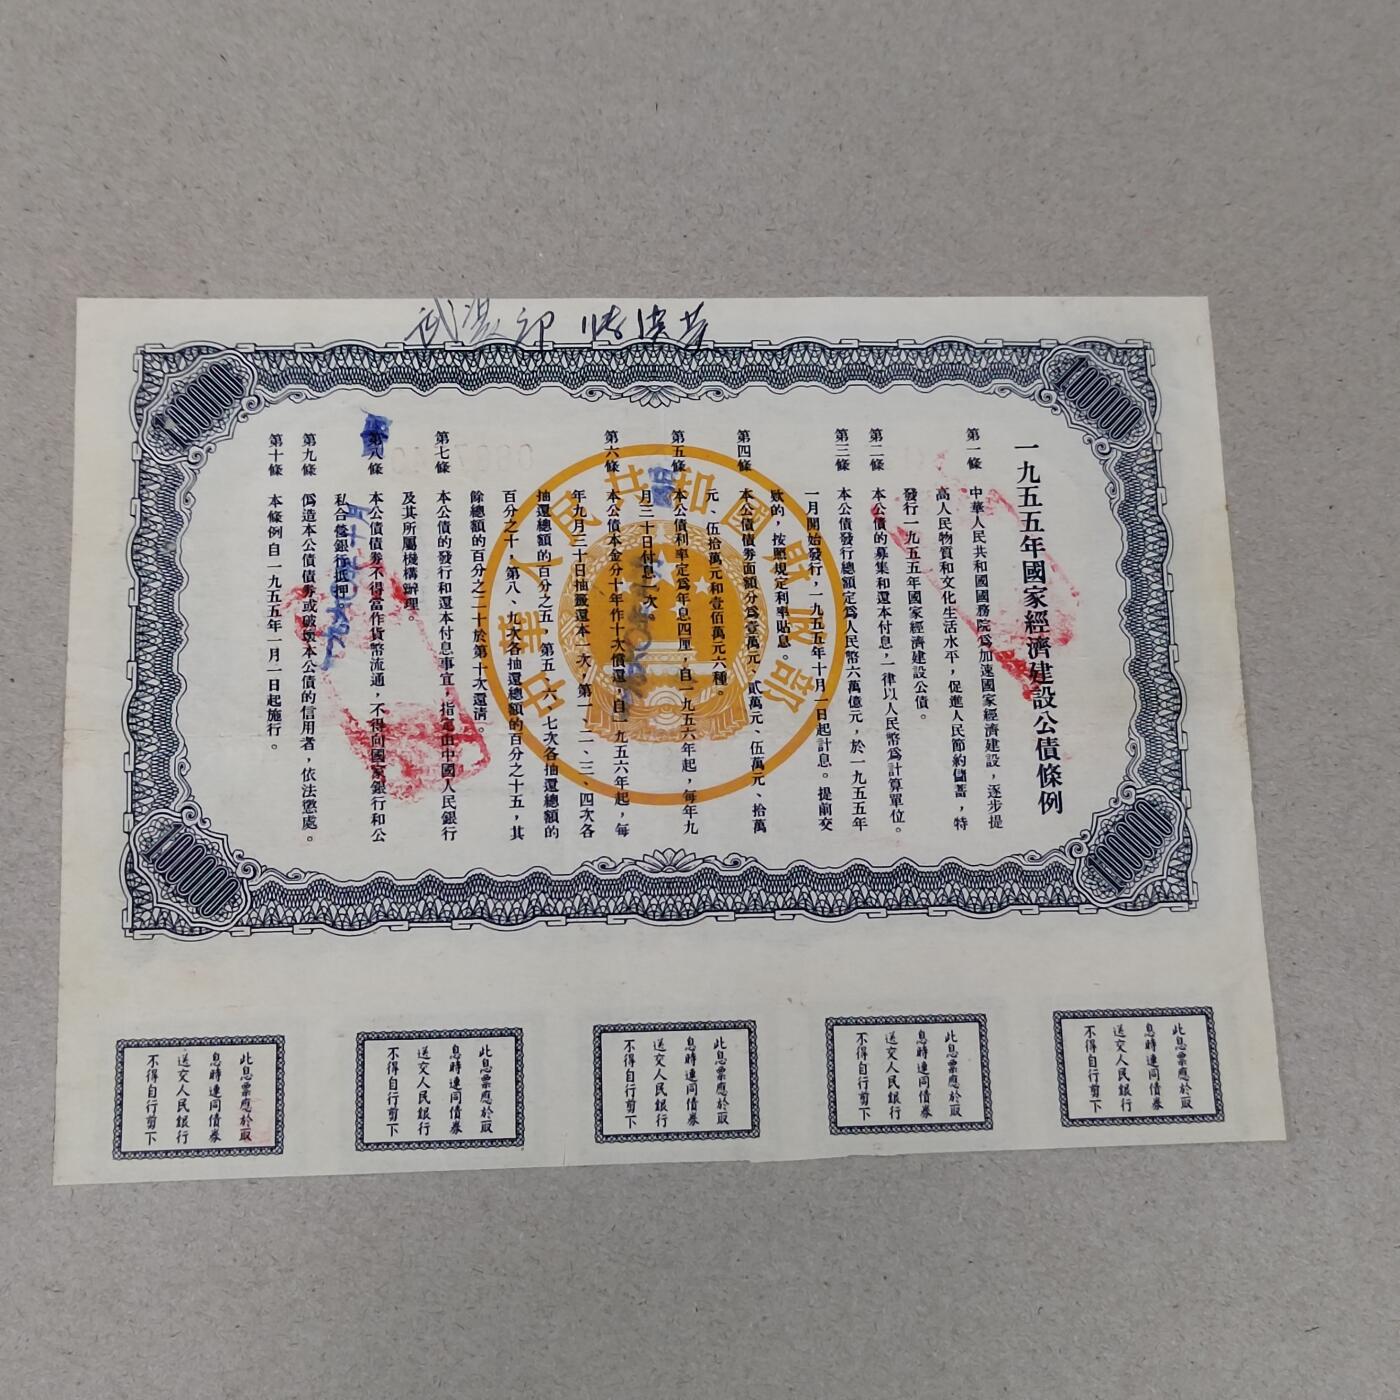 一九五五年國家經濟建設公債條例
第一條 中華人民共和國國務院爲加速國家經濟建設，逐步提
高人民物質和文化生活水平，促進人民節約儲蓄，特
發行一九五五年國家經濟建設公債。
第二條 本公債的募集和還本付息，一律以人民幣爲計算單位。
第三條 本公債發行總額定爲人民幣六萬億元，於一九五五年
一月開始發行，一九五五年十月一日起計息。提前交
欵的，按照規定利率貼息。
第四條 本公債債券面額分爲壹萬元、貳萬元、伍萬元、拾萬
元、伍拾萬元和壹佰萬元六種。
第五條 本公債利率定爲年息四厘，自一九五六年起，每年九
月三十日付息一次。
第六條 本公債本金分十年作十次償還，自一九五六年起，每
年九月三十日抽籤還本一次，第一、二、三、四次各
抽還總額的百分之五，第五、六、七次各抽還總額的
百分之十，第八、九次各抽還總額的百分之十五，其
餘總額的百分之二十於第十次還清。
第七條 本公債的發行和還本付息事宜，指定由中國人民銀行
及其所屬機構辦理。
第八條 本公債債券不得當作貨幣流通，不得向國家銀行和公
私合營銀行抵押。
第九條 僞造本公債債券或破壞本公債的信用者，依法懲處。
第十條 本條例自一九五五年一月一日起施行。
中華人民共和國財政部
1000000
1000000
1000000
1000000
此息票應於取
息時連同債券
送交人民銀行
不得自行剪下
此息票應於取
息時連同債券
送交人民銀行
不得自行剪下
此息票應於取
息時連同債券
送交人民銀行
不得自行剪下
此息票應於取
息時連同債券
送交人民銀行
不得自行剪下
此息票應於取
息時連同債券
送交人民銀行
不得自行剪下